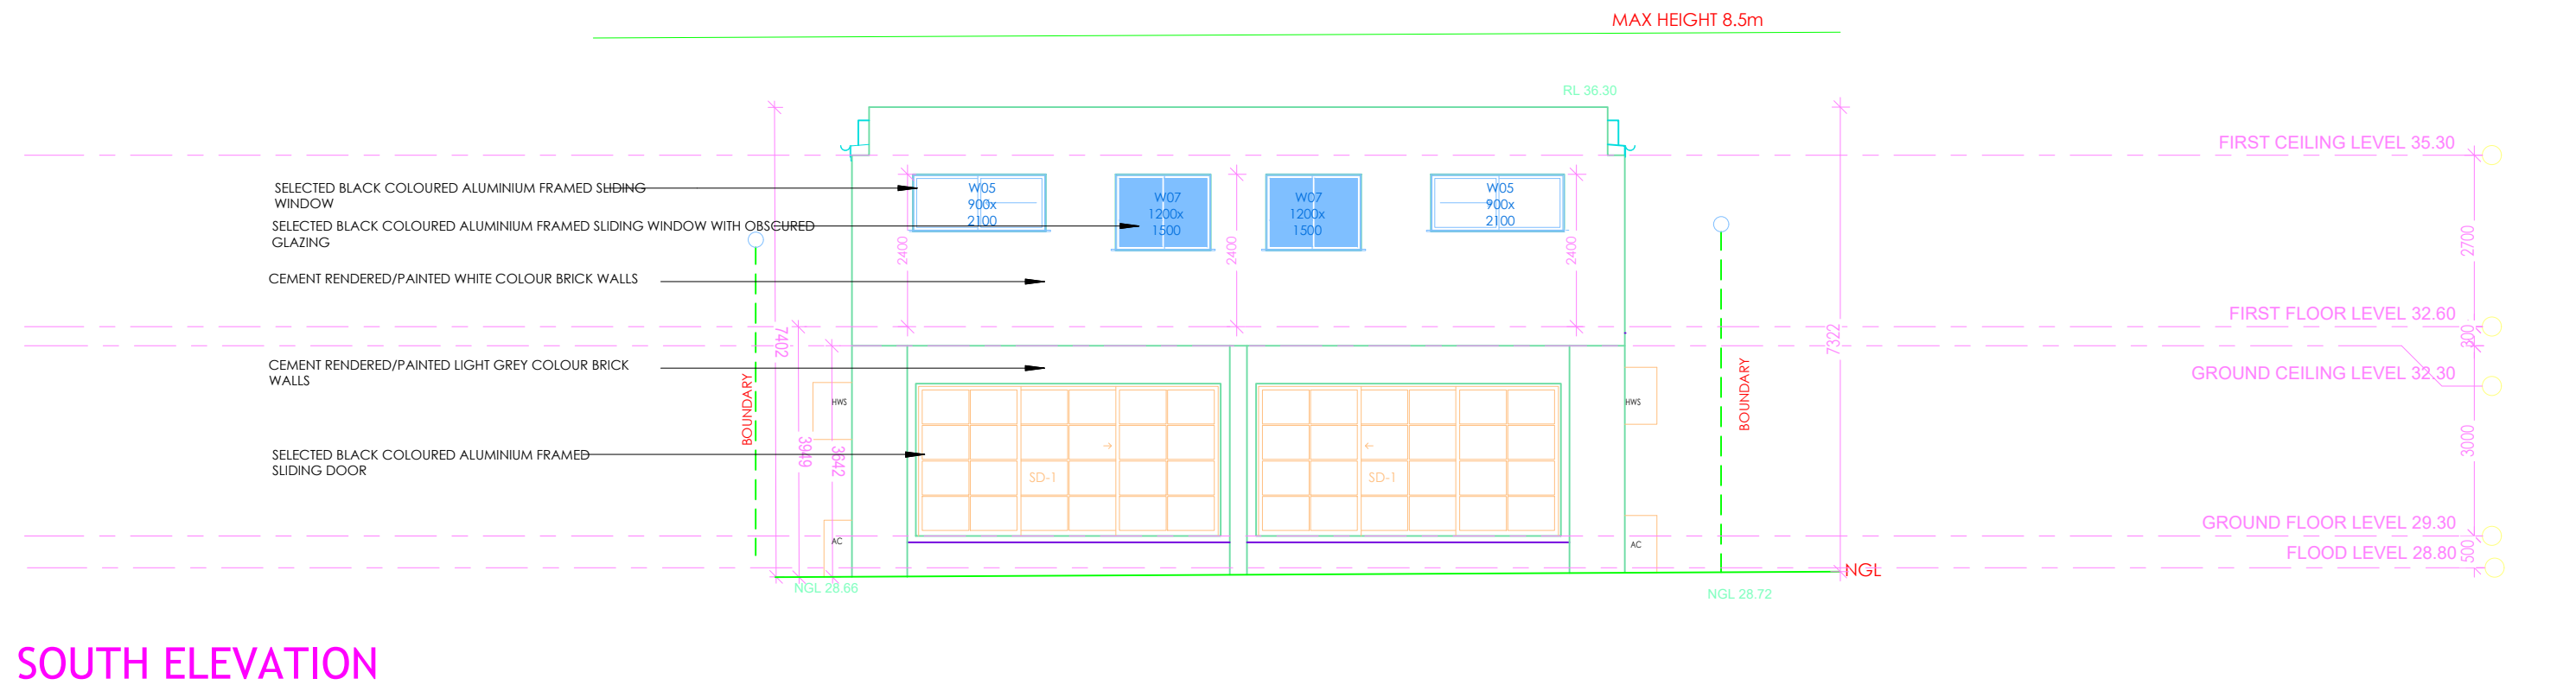 MAX HEIGHT 8.5m
RL 36.30
FIRST CEILING LEVEL 35.30
SELECTED BLACK COLOURED ALUMINIUM FRAMED SLIDING
WINDOW
SELECTED BLACK COLOURED ALUMINIUM FRAMED SLIDING WINDOW WITH OBSCURED
GLAZING
W05
900x
2100
W07
1200x
1500
W07
1200x
1500
W05
900x
2100
2400
2400
2400
2700
CEMENT RENDERED/PAINTED WHITE COLOUR BRICK WALLS
FIRST FLOOR LEVEL 32.60
7402
7322
300
CEMENT RENDERED/PAINTED LIGHT GREY COLOUR BRICK
WALLS
GROUND CEILING LEVEL 32.30
BOUNDARY
HWS
HWS
BOUNDARY
3949
3642
3000
SELECTED BLACK COLOURED ALUMINIUM FRAMED
SLIDING DOOR
SD-1
SD-1
GROUND FLOOR LEVEL 29.30
AC
AC
FLOOD LEVEL 28.80
500
NGL
NGL 28.66
NGL 28.72
SOUTH ELEVATION